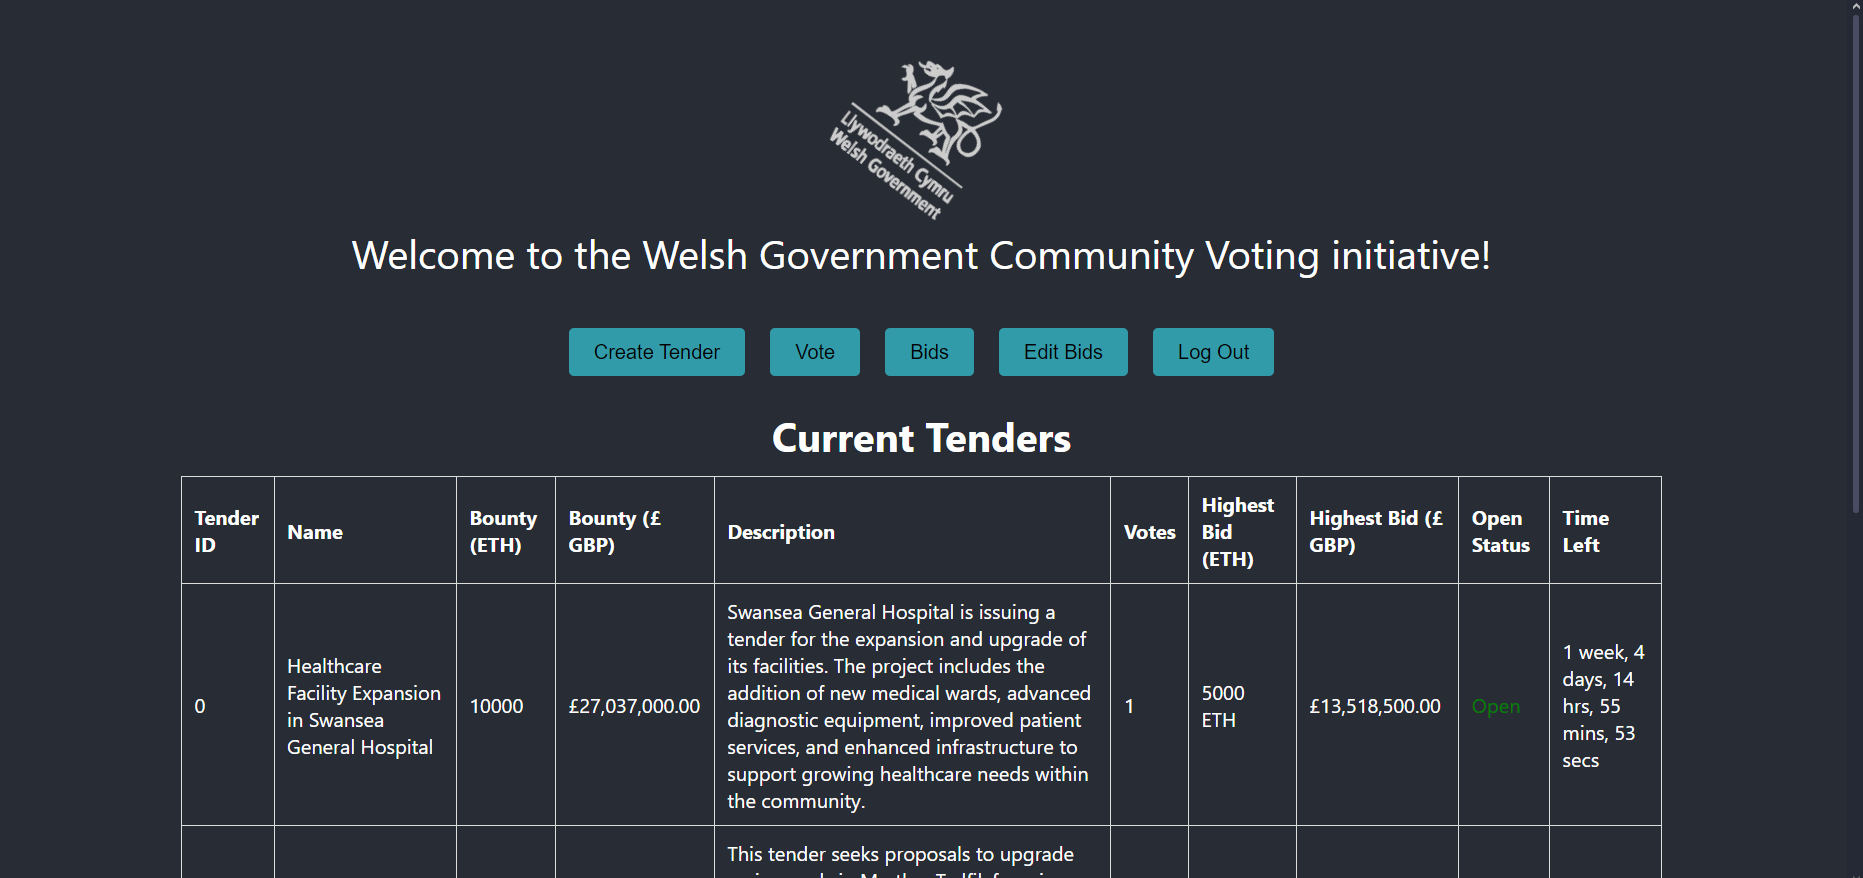 Llywodraeth Cymru
Welsh Government
Welcome to the Welsh Government Community Voting initiative!
Create Tender
Vote
Bids
Edit Bids
Log Out
Current Tenders
Tender
ID
Name
Bounty
(ETH)
Bounty (£
GBP)
Description
Votes
Highest
Bid
(ETH)
Highest Bid (£
GBP)
Open
Status
Time
Left
0
Healthcare
Facility Expansion
in Swansea
General Hospital
10000
£27,037,000.00
Swansea General Hospital is issuing a
tender for the expansion and upgrade of
its facilities. The project includes the
addition of new medical wards, advanced
diagnostic equipment, improved patient
services, and enhanced infrastructure to
support growing healthcare needs within
the community.
1
5000
ETH
£13,518,500.00
Open
1 week, 4
days, 14
hrs, 55
mins, 53
secs
This tender seeks proposals to upgrade